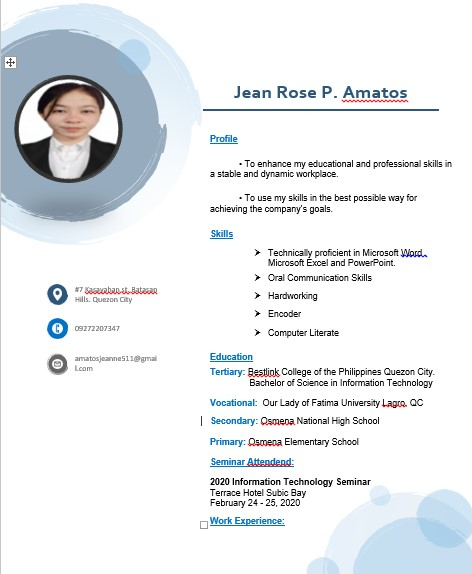 Jean Rose P. Amatos
Profile
• To enhance my educational and professional skills in
a stable and dynamic workplace.
• To use my skills in the best possible way for
achieving the company's goals.
Skills
➤ Technically proficient in Microsoft Word,
Microsoft Excel and PowerPoint.
➤ Oral Communication Skills
➤ Hardworking
➤ Encoder
➤ Computer Literate
#7 Kasayahan st. Batasan
Hills. Quezon City
09272207347
amatosjeanne511@gmai
l.com
Education
Tertiary: Bestlink College of the Philippines Quezon City.
Bachelor of Science in Information Technology
Vocational: Our Lady of Fatima University Lagro, QC
Secondary: Osmena National High School
Primary: Osmena Elementary School
Seminar Attendend:
2020 Information Technology Seminar
Terrace Hotel Subic Bay
February 24 - 25, 2020
Work Experience: